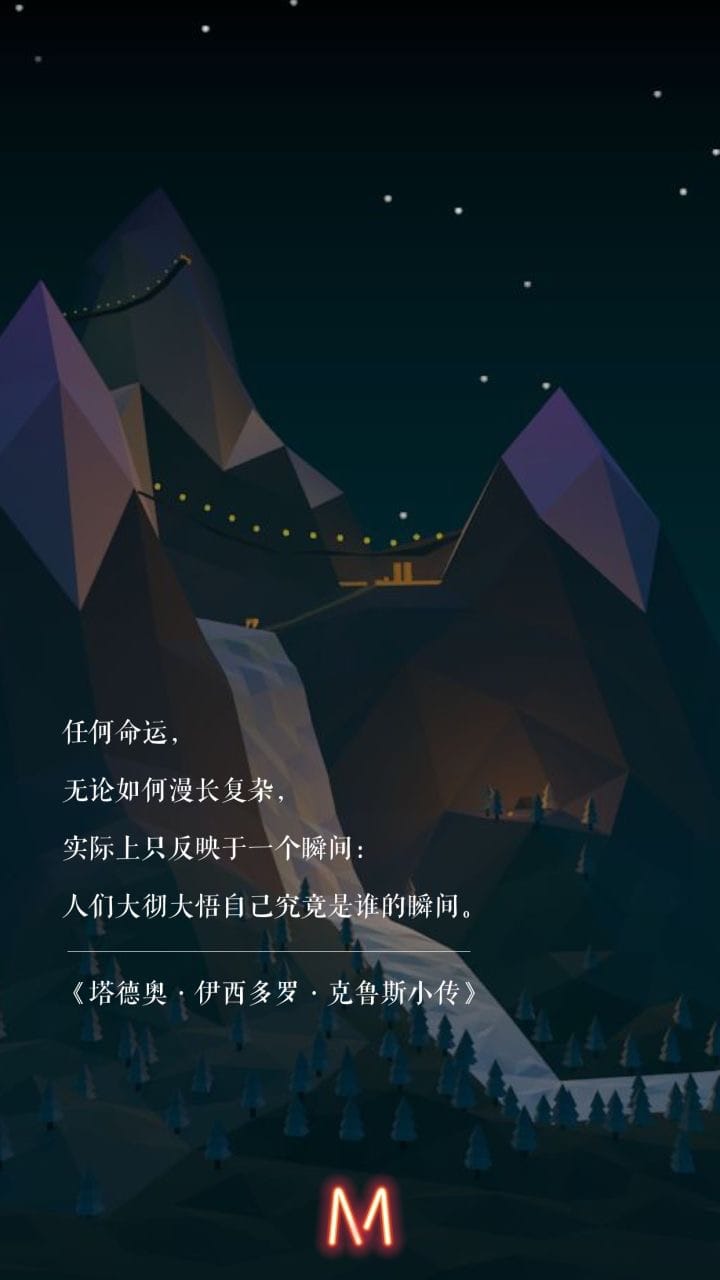 任何命运，
无论如何漫长复杂，
实际上只反映于一个瞬间：
人们大彻大悟自己究竟是谁的瞬间。
《塔德奥·伊西多罗·克鲁斯小传》
M